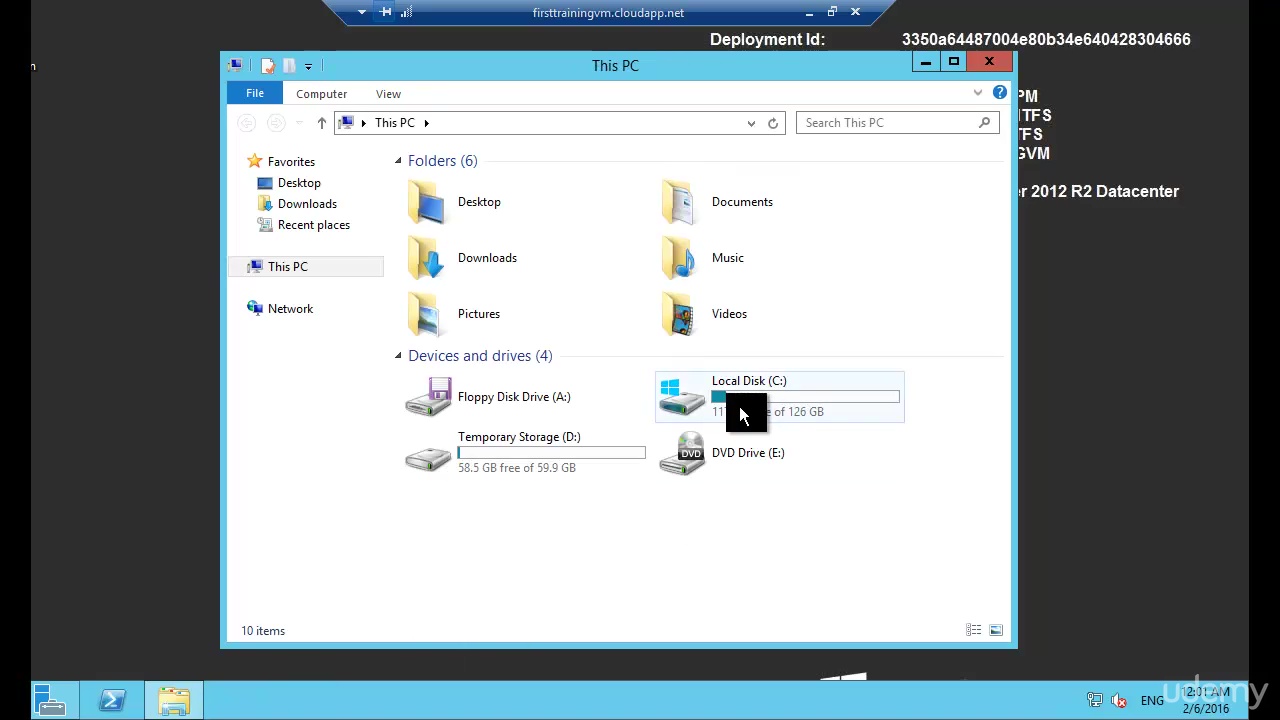 firsttrainingvm.cloudapp.net
Deployment Id: 3350a64487004e80b34e640428304666
n
This PC
PM
File Computer View
TFS
This PC Search This PC
TFS
GVM
Favorites Folders (6)
Desktop
Desktop Documents
r 2012 R2 Datacenter
Downloads
Recent places
Downloads Music
This PC
Network
Pictures Videos
Devices and drives (4)
Floppy Disk Drive (A:)
Local Disk (C:)
of 126 GB
Temporary Storage (D:)
58.5 GB free of 59.9 GB
DVD
DVD Drive (E:)
10 items
ENG
12:01 AM
2/6/2016
udemy